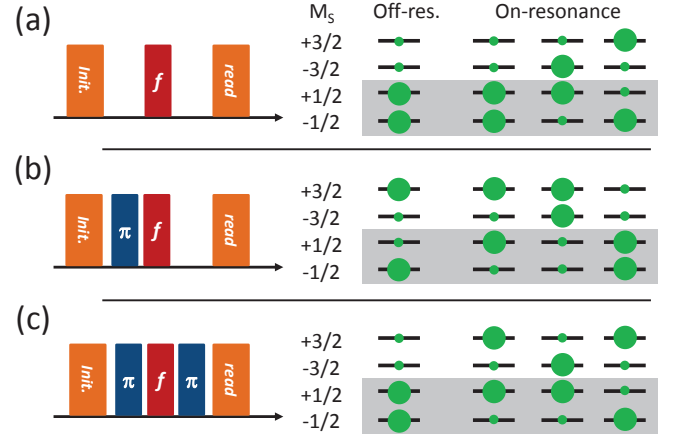 M_S Off-res. On-resonance
(a)
Init. f read
+3/2
-3/2
+1/2
-1/2
(b)
Init. π f read
+3/2
-3/2
+1/2
-1/2
(c)
Init. π f π read
+3/2
-3/2
+1/2
-1/2